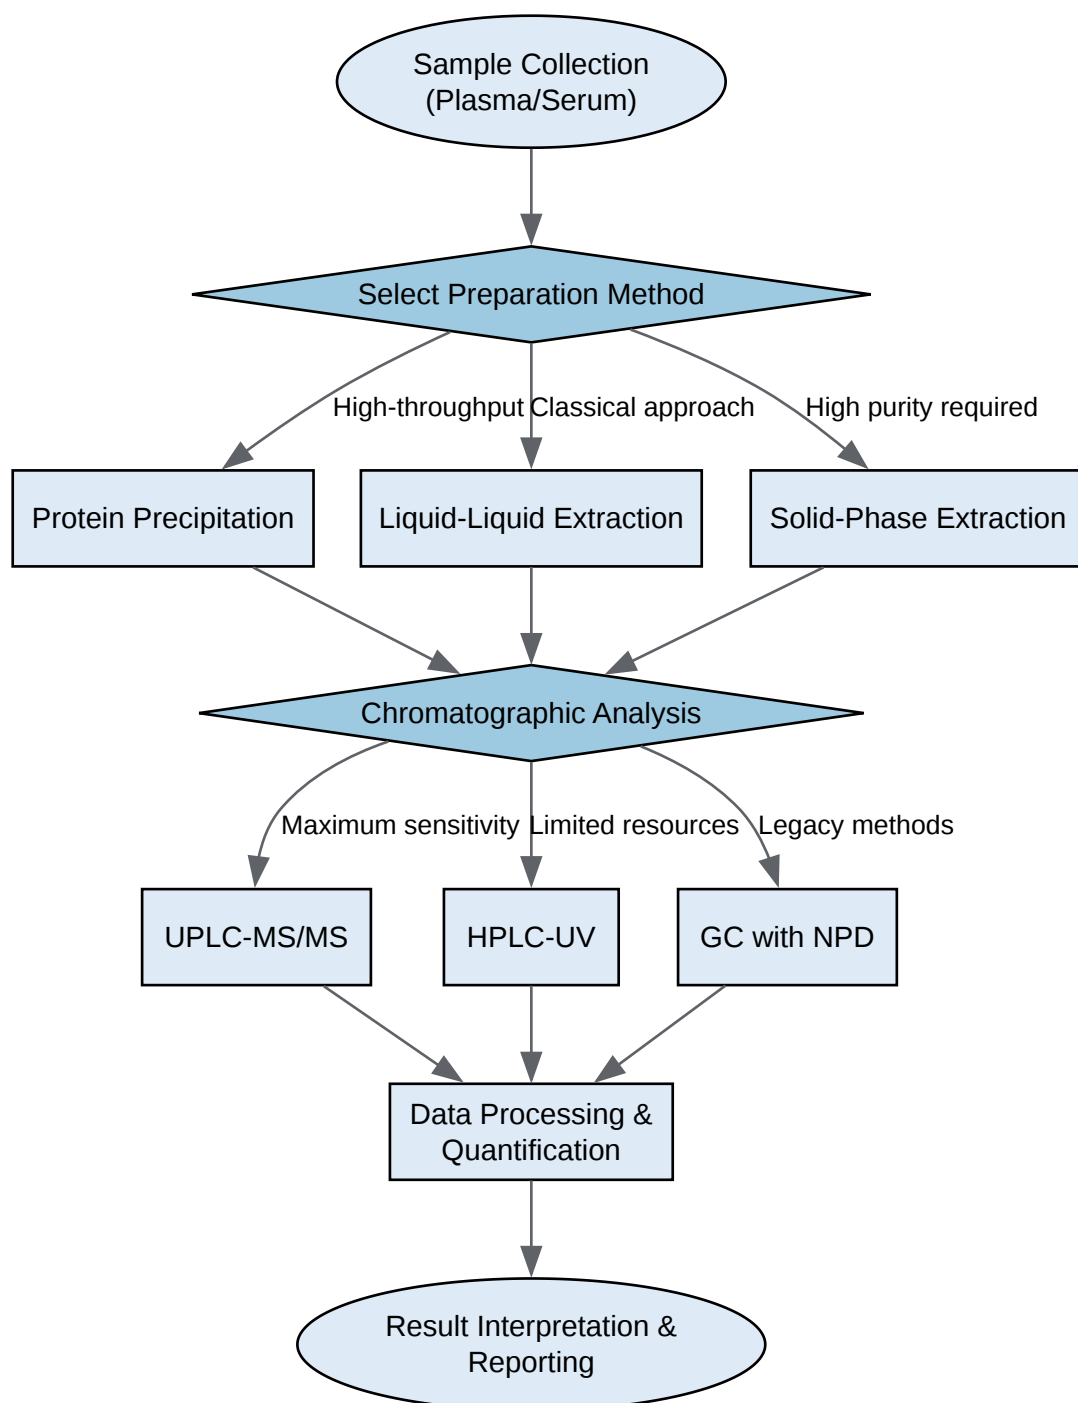 Sample Collection
(Plasma/Serum)
Select Preparation Method
High-throughput
Classical approach
High purity required
Protein Precipitation
Liquid-Liquid Extraction
Solid-Phase Extraction
Chromatographic Analysis
Maximum sensitivity
Limited resources
Legacy methods
UPLC-MS/MS
HPLC-UV
GC with NPD
Data Processing &
Quantification
Result Interpretation &
Reporting